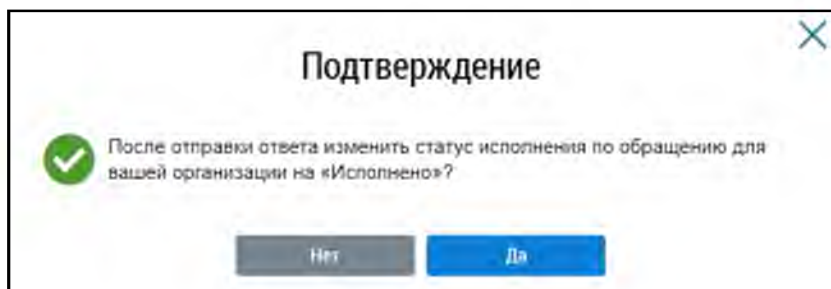 Подтверждение
После отправки ответа изменить статус исполнения по обращению для
вашей организации на «Исполнено»?
Нет
Да